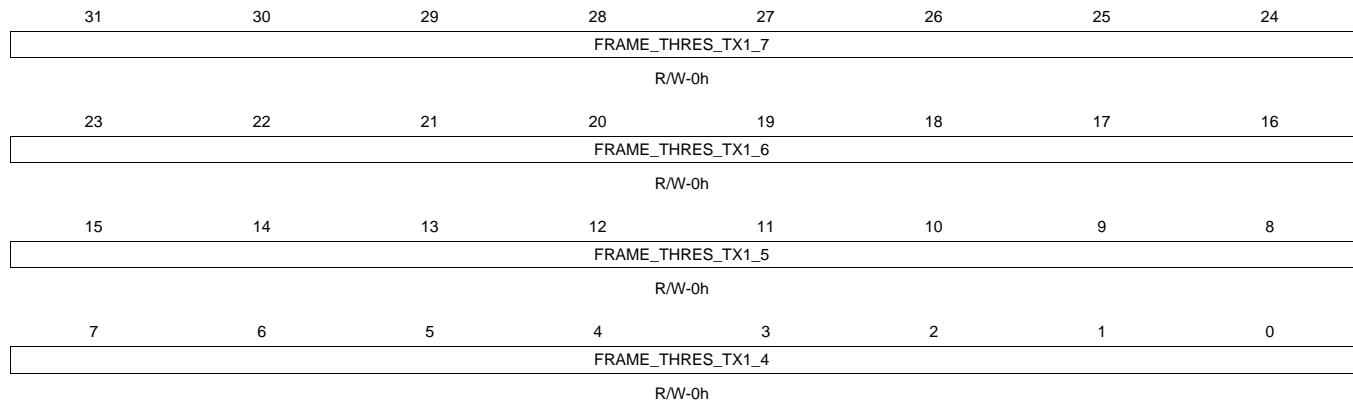 31 30 29 28 27 26 25 24
FRAME_THRES_TX1_7
R/W-0h
23 22 21 20 19 18 17 16
FRAME_THRES_TX1_6
R/W-0h
15 14 13 12 11 10 9 8
FRAME_THRES_TX1_5
R/W-0h
7 6 5 4 3 2 1 0
FRAME_THRES_TX1_4
R/W-0h